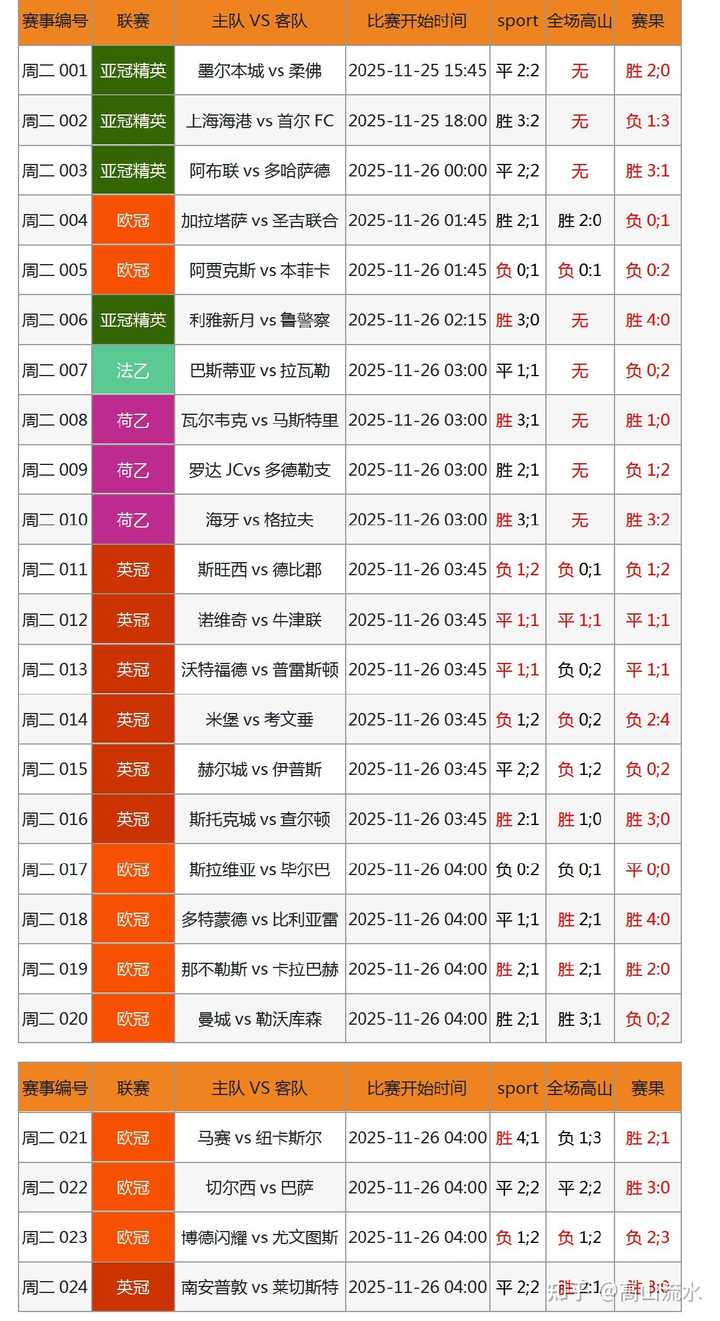 赛事编号 联赛 主队 VS 客队 比赛开始时间 sport 全场高山 赛果
周二 001 亚冠精英 墨尔本城 vs 柔佛 2025-11-25 15:45 平 2:2 无 胜 2;0
周二 002 亚冠精英 上海海港 vs 首尔 FC 2025-11-25 18:00 胜 3:2 无 负 1:3
周二 003 亚冠精英 阿布联 vs 多哈萨德 2025-11-26 00:00 平 2;2 无 胜 3:1
周二 004 欧冠 加拉塔萨 vs 圣吉联合 2025-11-26 01:45 胜 2;1 胜 2:0 负 0;1
周二 005 欧冠 阿贾克斯 vs 本菲卡 2025-11-26 01:45 负 0;1 负 0:1 负 0:2
周二 006 亚冠精英 利雅新月 vs 鲁警察 2025-11-26 02:15 胜 3;0 无 胜 4:0
周二 007 法乙 巴斯蒂亚 vs 拉瓦勒 2025-11-26 03:00 平 1;1 无 负 0;2
周二 008 荷乙 瓦尔韦克 vs 马斯特里 2025-11-26 03:00 胜 3;1 无 胜 1;0
周二 009 荷乙 罗达 JCvs 多德勒支 2025-11-26 03:00 胜 2;1 无 负 1;2
周二 010 荷乙 海牙 vs 格拉夫 2025-11-26 03:00 胜 3;1 无 胜 3:2
周二 011 英冠 斯旺西 vs 德比郡 2025-11-26 03:45 负 1;2 负 0;1 负 1;2
周二 012 英冠 诺维奇 vs 牛津联 2025-11-26 03:45 平 1;1 平 1;1 平 1;1
周二 013 英冠 沃特福德 vs 普雷斯顿 2025-11-26 03:45 平 1;1 负 0;2 平 1;1
周二 014 英冠 米堡 vs 考文垂 2025-11-26 03:45 负 1;2 负 0;2 负 2:4
周二 015 英冠 赫尔城 vs 伊普斯 2025-11-26 03:45 平 2;2 负 1;2 负 0;2
周二 016 英冠 斯托克城 vs 查尔顿 2025-11-26 03:45 胜 2:1 胜 1;0 胜 3;0
周二 017 欧冠 斯拉维亚 vs 毕尔巴 2025-11-26 04:00 负 0:2 负 0;1 平 0;0
周二 018 欧冠 多特蒙德 vs 比利亚雷 2025-11-26 04:00 平 1;1 胜 2;1 胜 4:0
周二 019 欧冠 那不勒斯 vs 卡拉巴赫 2025-11-26 04:00 胜 2;1 胜 2;1 胜 2:0
周二 020 欧冠 曼城 vs 勒沃库森 2025-11-26 04:00 胜 2;1 胜 3;1 负 0;2
赛事编号 联赛 主队 VS 客队 比赛开始时间 sport 全场高山 赛果
周二 021 欧冠 马赛 vs 纽卡斯尔 2025-11-26 04:00 胜 4;1 负 1;3 胜 2;1
周二 022 欧冠 切尔西 vs 巴萨 2025-11-26 04:00 平 2;2 平 2:2 胜 3:0
周二 023 欧冠 博德闪耀 vs 尤文图斯 2025-11-26 04:00 负 1;2 负 1;2 负 2;3
周二 024 英冠 南安普敦 vs 莱切斯特 2025-11-26 04:00 平 2;2 胜 2:1 胜 3:0
知乎 @高山流水